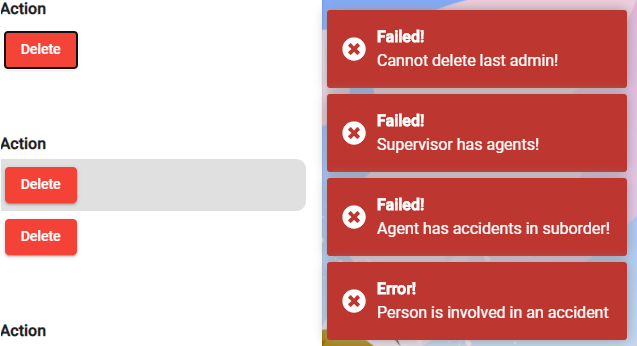 Action
Delete
Action
Delete
Delete
Action
Failed!
Cannot delete last admin!
Failed!
Supervisor has agents!
Failed!
Agent has accidents in suborder!
Error!
Person is involved in an accident